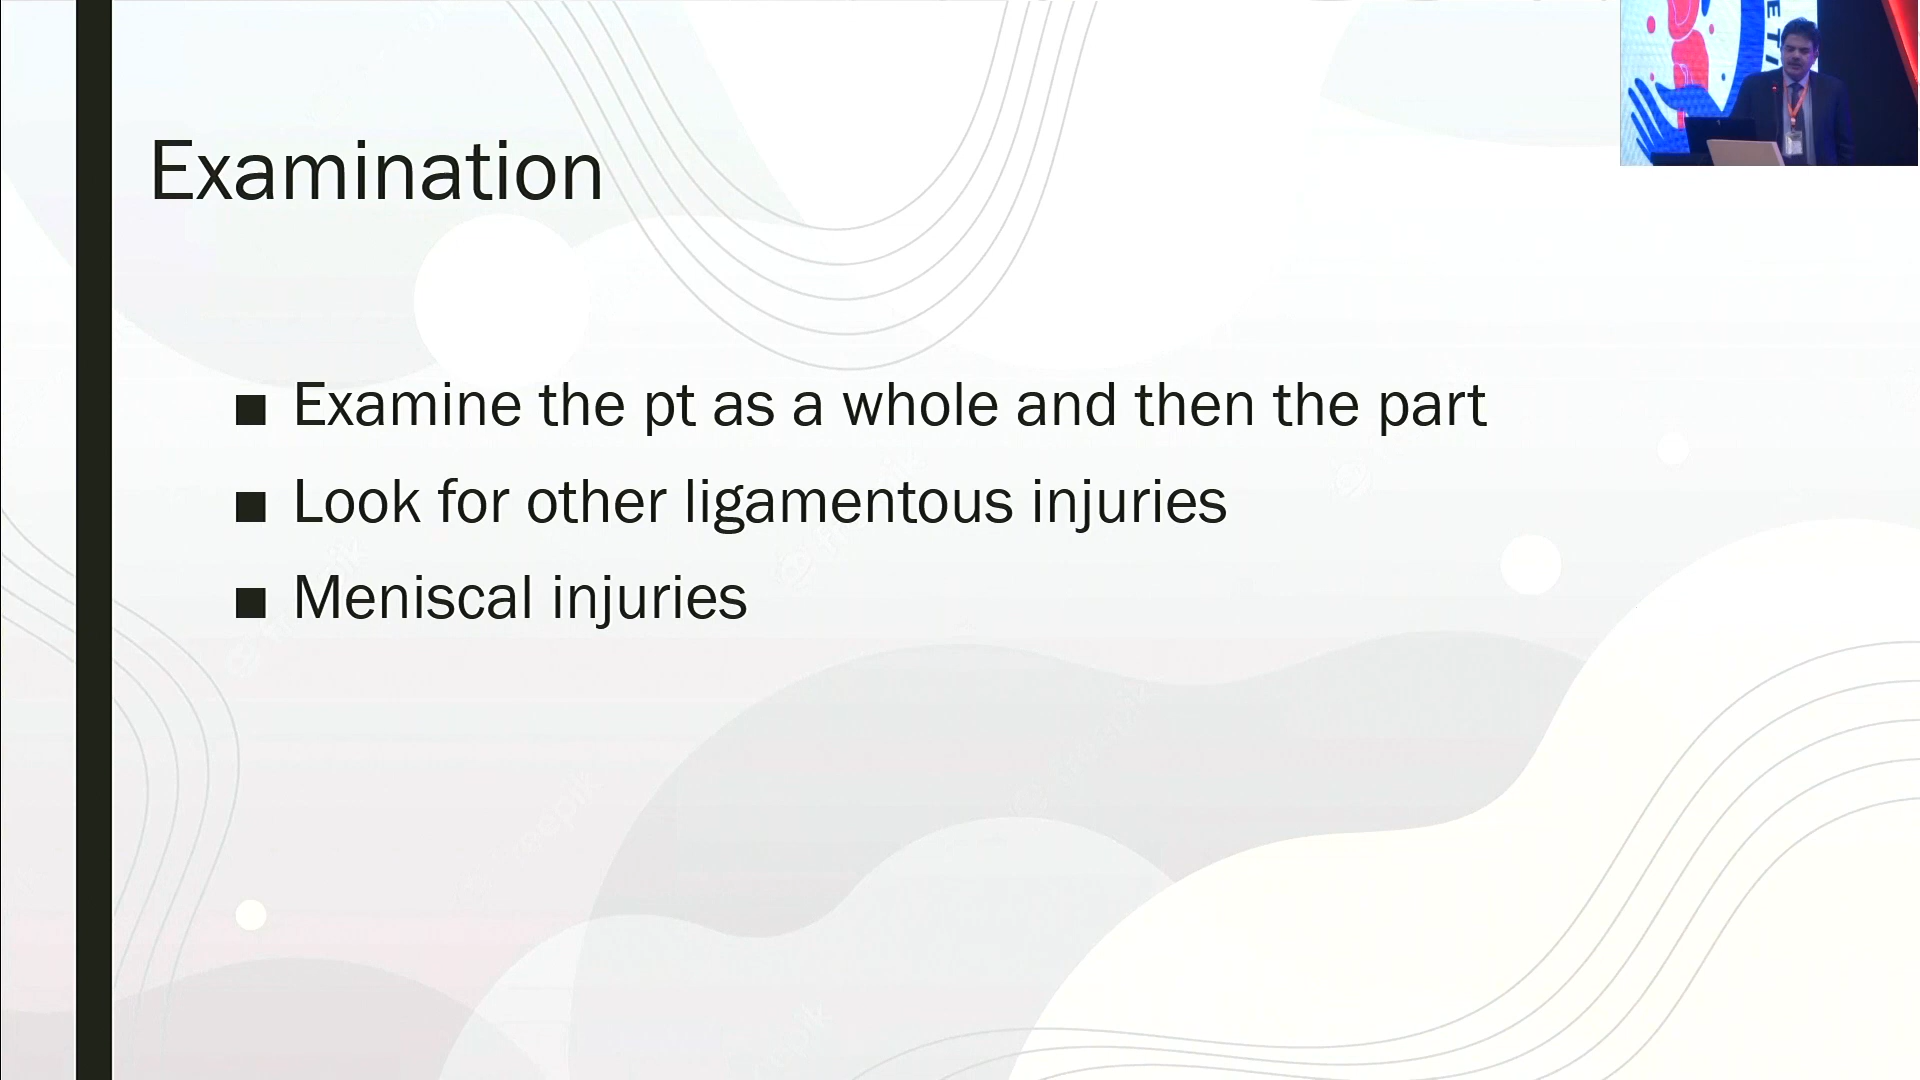 Examination
■ Examine the pt as a whole and then the part
■ Look for other ligamentous injuries
■ Meniscal injuries